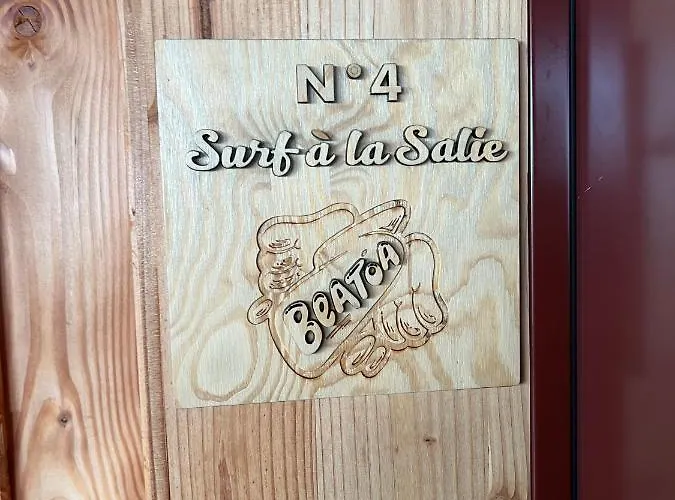 N°4
Surf à la Salie
BEATOA